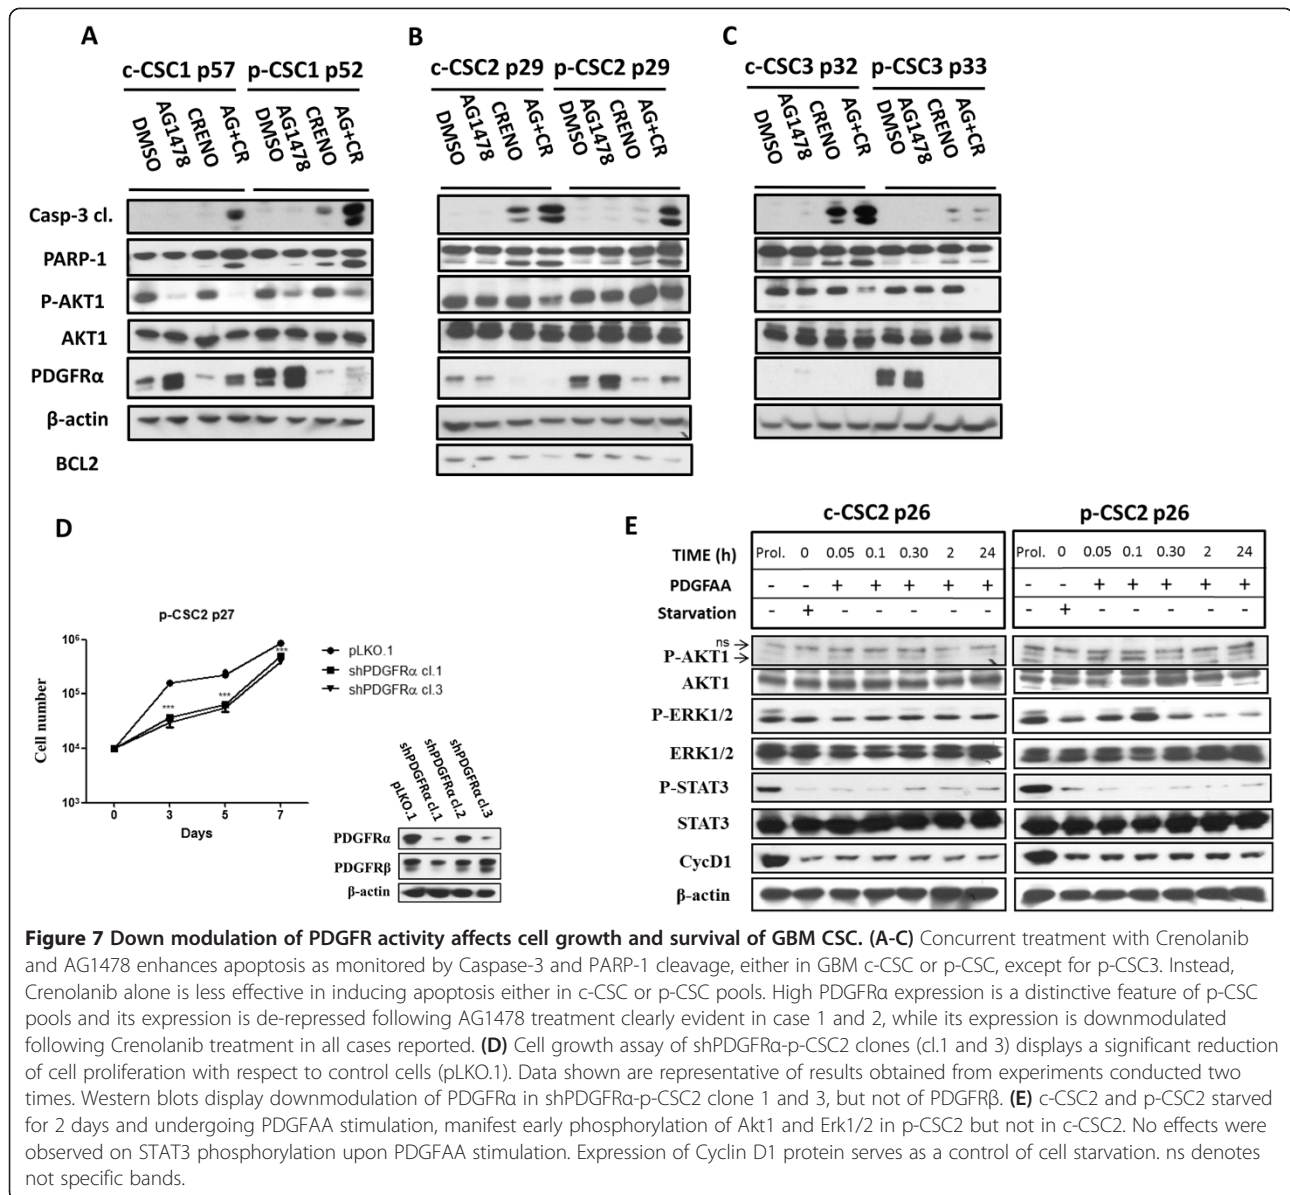 A
B
C
c-CSC1 p57 p-CSC1 p52
c-CSC2 p29 p-CSC2 p29
c-CSC3 p32 p-CSC3 p33
DMSO AG1478 CRENO AG+CR DMSO AG1478 CRENO AG+CR
DMSO AG1478 CRENO AG+CR DMSO AG1478 CRENO AG+CR
DMSO AG1478 CRENO AG+CR DMSO AG1478 CRENO AG+CR
Casp-3 cl.
PARP-1
P-AKT1
AKT1
PDGFRα
β-actin
BCL2
D
p-CSC2 p27
10⁶
10⁵
10⁴
10³
Cell number
0 3 5 7
Days
***
***
***
pLKO.1
shPDGFRα cl.1
shPDGFRα cl.3
pLKO.1
shPDGFRα cl.1
shPDGFRα cl.2
shPDGFRα cl.3
PDGFRα
PDGFRβ
β-actin
E
c-CSC2 p26
p-CSC2 p26
TIME (h) Prol. 0 0.05 0.1 0.30 2 24 Prol. 0 0.05 0.1 0.30 2 24
PDGFAA - - + + + + + - - + + + + +
Starvation - + - - - - - - + - - - - -
ns
P-AKT1
AKT1
P-ERK1/2
ERK1/2
P-STAT3
STAT3
CycD1
β-actin
Figure 7 Down modulation of PDGFR activity affects cell growth and survival of GBM CSC. (A-C) Concurrent treatment with Crenolanib
and AG1478 enhances apoptosis as monitored by Caspase-3 and PARP-1 cleavage, either in GBM c-CSC or p-CSC, except for p-CSC3. Instead,
Crenolanib alone is less effective in inducing apoptosis either in c-CSC or p-CSC pools. High PDGFRα expression is a distinctive feature of p-CSC
pools and its expression is de-repressed following AG1478 treatment clearly evident in case 1 and 2, while its expression is downmodulated
following Crenolanib treatment in all cases reported. (D) Cell growth assay of shPDGFRα-p-CSC2 clones (cl.1 and 3) displays a significant reduction
of cell proliferation with respect to control cells (pLKO.1). Data shown are representative of results obtained from experiments conducted two
times. Western blots display downmodulation of PDGFRα in shPDGFRα-p-CSC2 clone 1 and 3, but not of PDGFRβ. (E) c-CSC2 and p-CSC2 starved
for 2 days and undergoing PDGFAA stimulation, manifest early phosphorylation of Akt1 and Erk1/2 in p-CSC2 but not in c-CSC2. No effects were
observed on STAT3 phosphorylation upon PDGFAA stimulation. Expression of Cyclin D1 protein serves as a control of cell starvation. ns denotes
not specific bands.